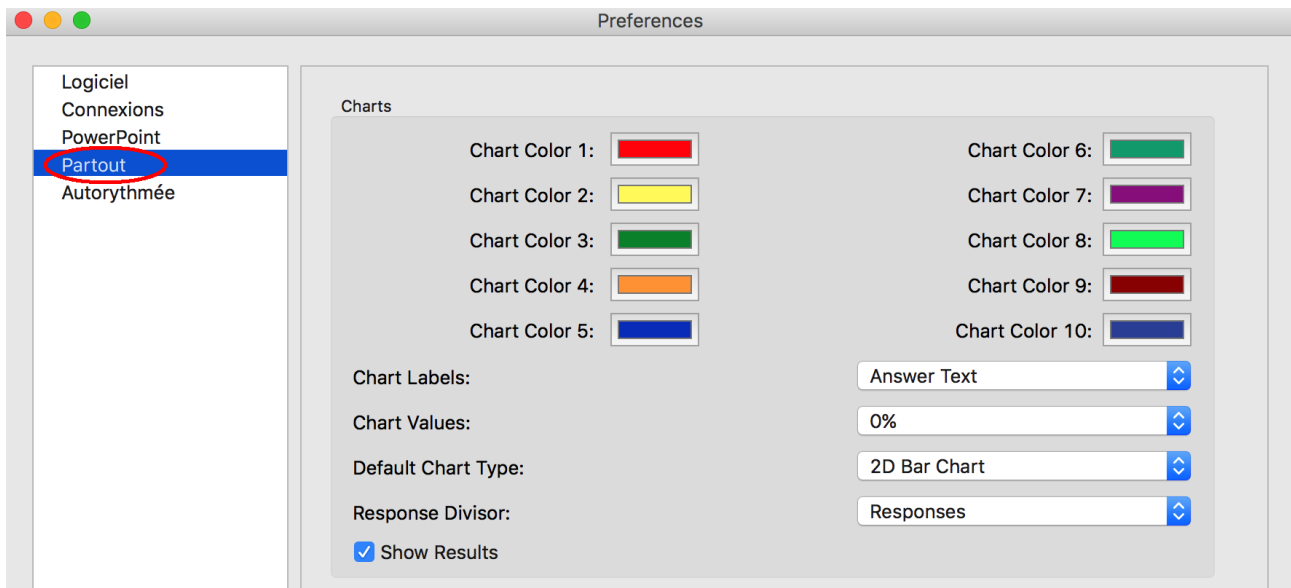 Preferences
Logiciel
Connexions
PowerPoint
Partout
Autorythmée
Charts
Chart Color 1:
Chart Color 6:
Chart Color 2:
Chart Color 7:
Chart Color 3:
Chart Color 8:
Chart Color 4:
Chart Color 9:
Chart Color 5:
Chart Color 10:
Chart Labels: Answer Text
Chart Values: 0%
Default Chart Type: 2D Bar Chart
Response Divisor: Responses
Show Results